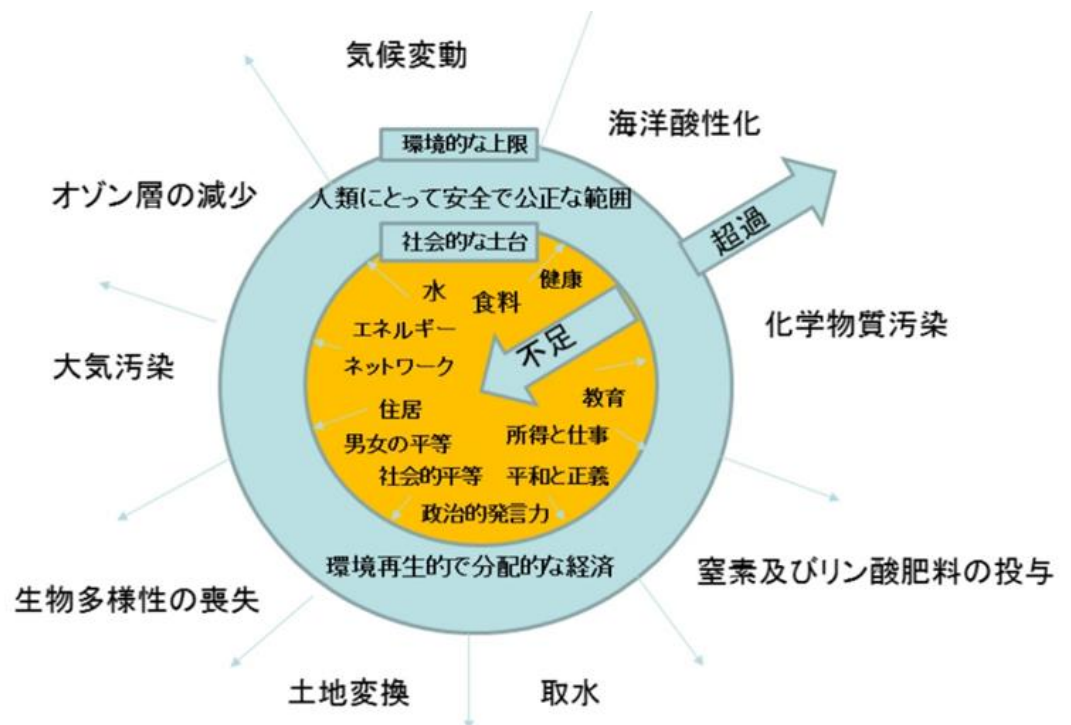 気候変動
海洋酸性化
環境的な上限
オゾン層の減少
人類にとって安全で公正な範囲
超過
社会的な土台
健康
水
食料
エネルギー
化学物質汚染
不足
大気汚染
ネットワーク
教育
住居
所得と仕事
男女の平等
社会的平等
平和と正義
政治的発言力
環境再生的で分配的な経済
窒素及びリン酸肥料の投与
生物多様性の喪失
土地変換
取水